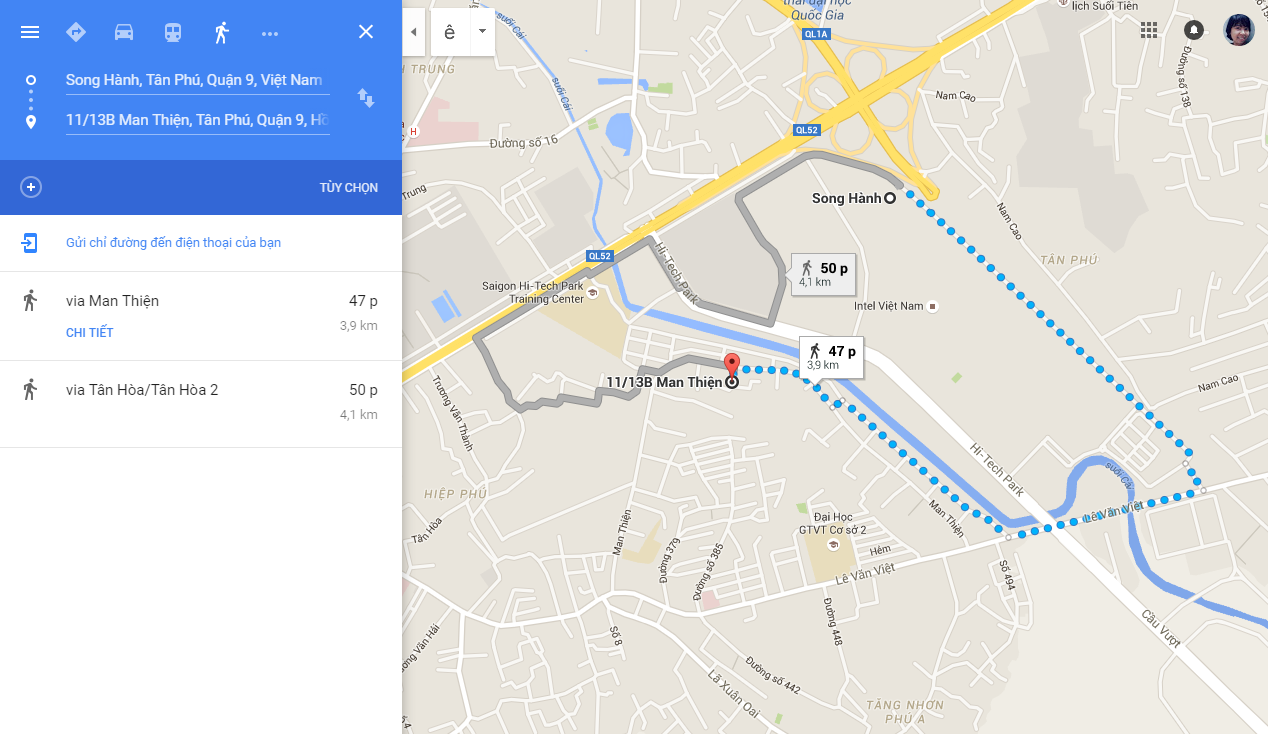 Song Hành, Tân Phú, Quận 9, Việt Nam
11/13B Man Thiện, Tân Phú, Quận 9, Hồ
TÙY CHỌN
Gửi chỉ đường đến điện thoại của bạn
via Man Thiện
47 p
CHI TIẾT
3,9 km
via Tân Hòa/Tân Hòa 2
50 p
4,1 km
ê
Quốc Gia
lịch Suối Tiên
QL1A
H TRUNG
suối Cái
Đường số 138
Nam Cao
H
QL52
Đường số 16
Trung
Song Hành
Nam Cao
QL52
Hi-Tech Park
TÂN PHÚ
50 p
4,1 km
Saigon Hi-Tech Park
Training Center
Intel Việt Nam
47 p
3,9 km
11/13B Man Thiện
Nam Cao
Trương Văn Thành
Hi-Tech Park
suối Cái
HIỆP PHÚ
Man Thiện
Lê Văn Việt
Đại Học
GTVT Cơ sở 2
Tân Hòa
Man Thiện
Đường 379
Đường số 385
Hẻm
Lê Văn Việt
Số 494
Số 8
Đường 448
Cầu Vượt
ơng Văn Hải
Đường số 442
Lã Xuân Oai
TĂNG NHƠN
PHÚ A